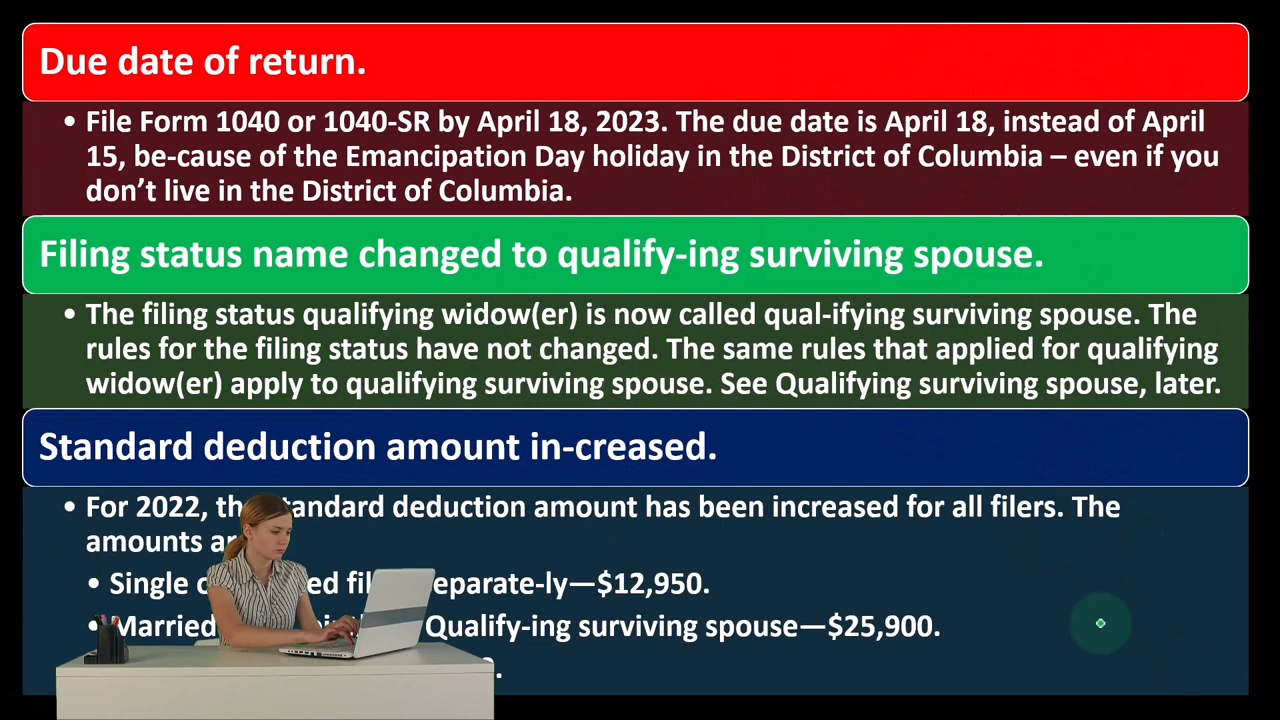 Due date of return.
• File Form 1040 or 1040-SR by April 18, 2023. The due date is April 18, instead of April
15, be-cause of the Emancipation Day holiday in the District of Columbia – even if you
don’t live in the District of Columbia.
Filing status name changed to qualify-ing surviving spouse.
• The filing status qualifying widow(er) is now called qual-ifying surviving spouse. The
rules for the filing status have not changed. The same rules that applied for qualifying
widow(er) apply to qualifying surviving spouse. See Qualifying surviving spouse, later.
Standard deduction amount in-creased.
• For 2022, standard deduction amount has been increased for all filers. The
amounts
• Single eparate-ly—$12,950.
• Married Qualify-ing surviving spouse—$25,900.